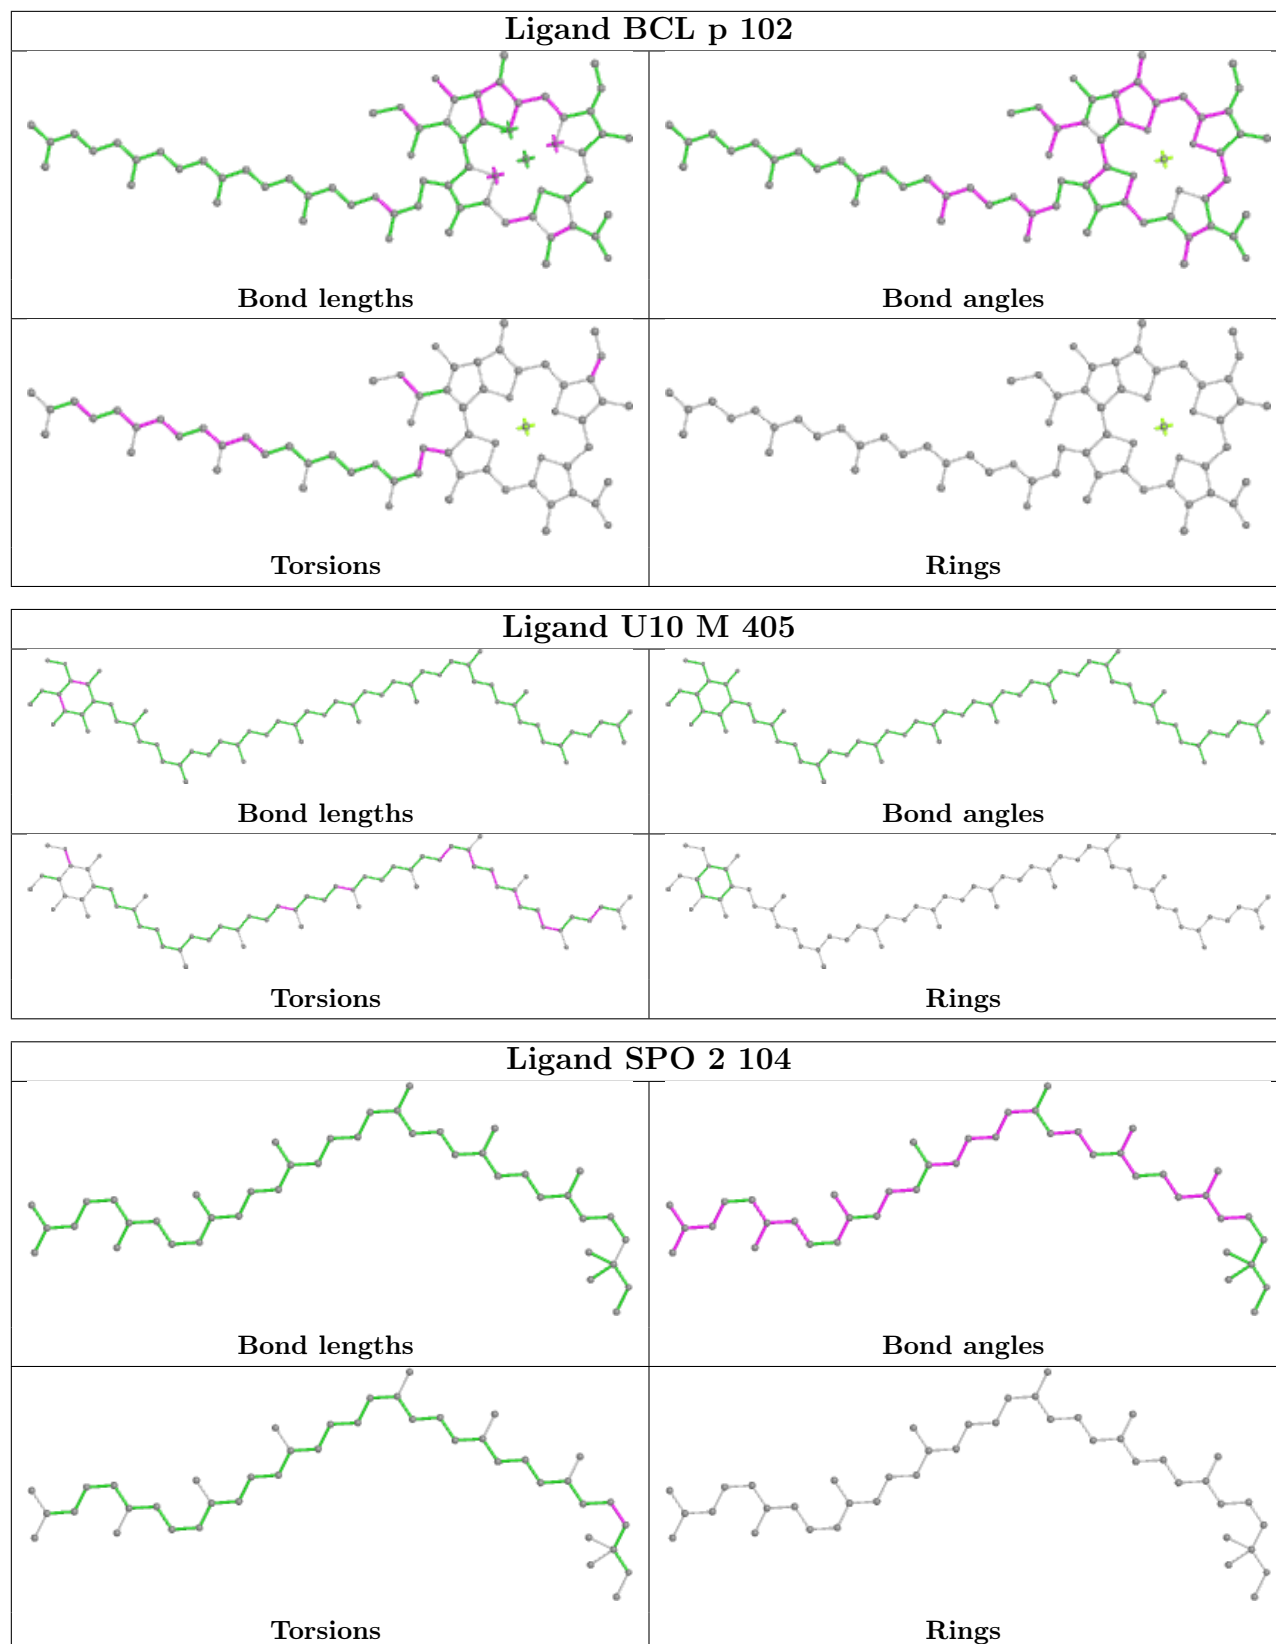 Ligand BCL p 102
Bond lengths
Bond angles
Torsions
Rings
Ligand U10 M 405
Bond lengths
Bond angles
Torsions
Rings
Ligand SPO 2 104
Bond lengths
Bond angles
Torsions
Rings